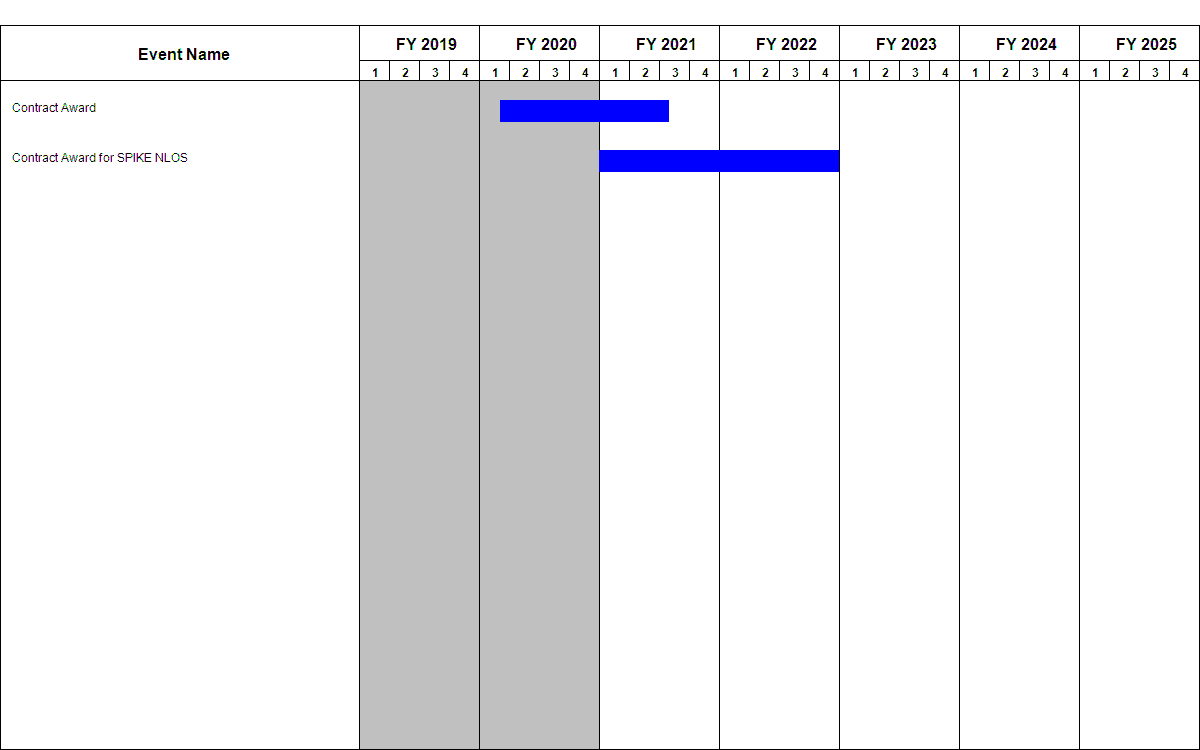 Event Name
FY 2019 FY 2020 FY 2021 FY 2022 FY 2023 FY 2024 FY 2025
1 2 3 4 1 2 3 4 1 2 3 4 1 2 3 4 1 2 3 4 1 2 3 4 1 2 3 4
Contract Award
Contract Award for SPIKE NLOS